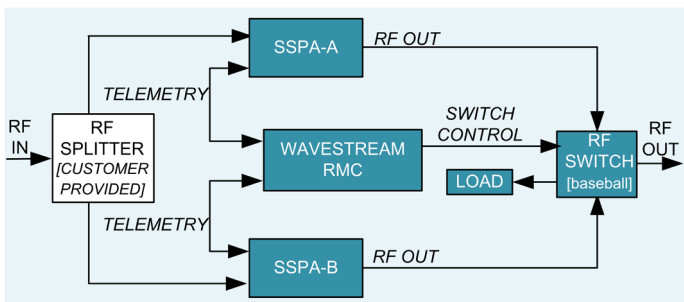 SSPA-A
RF OUT
TELEMETRY
RF
IN
RF
SPLITTER
[CUSTOMER
PROVIDED]
WAVESTREAM
RMC
SWITCH
CONTROL
RF
SWITCH
[baseball]
RF
OUT
LOAD
TELEMETRY
SSPA-B
RF OUT